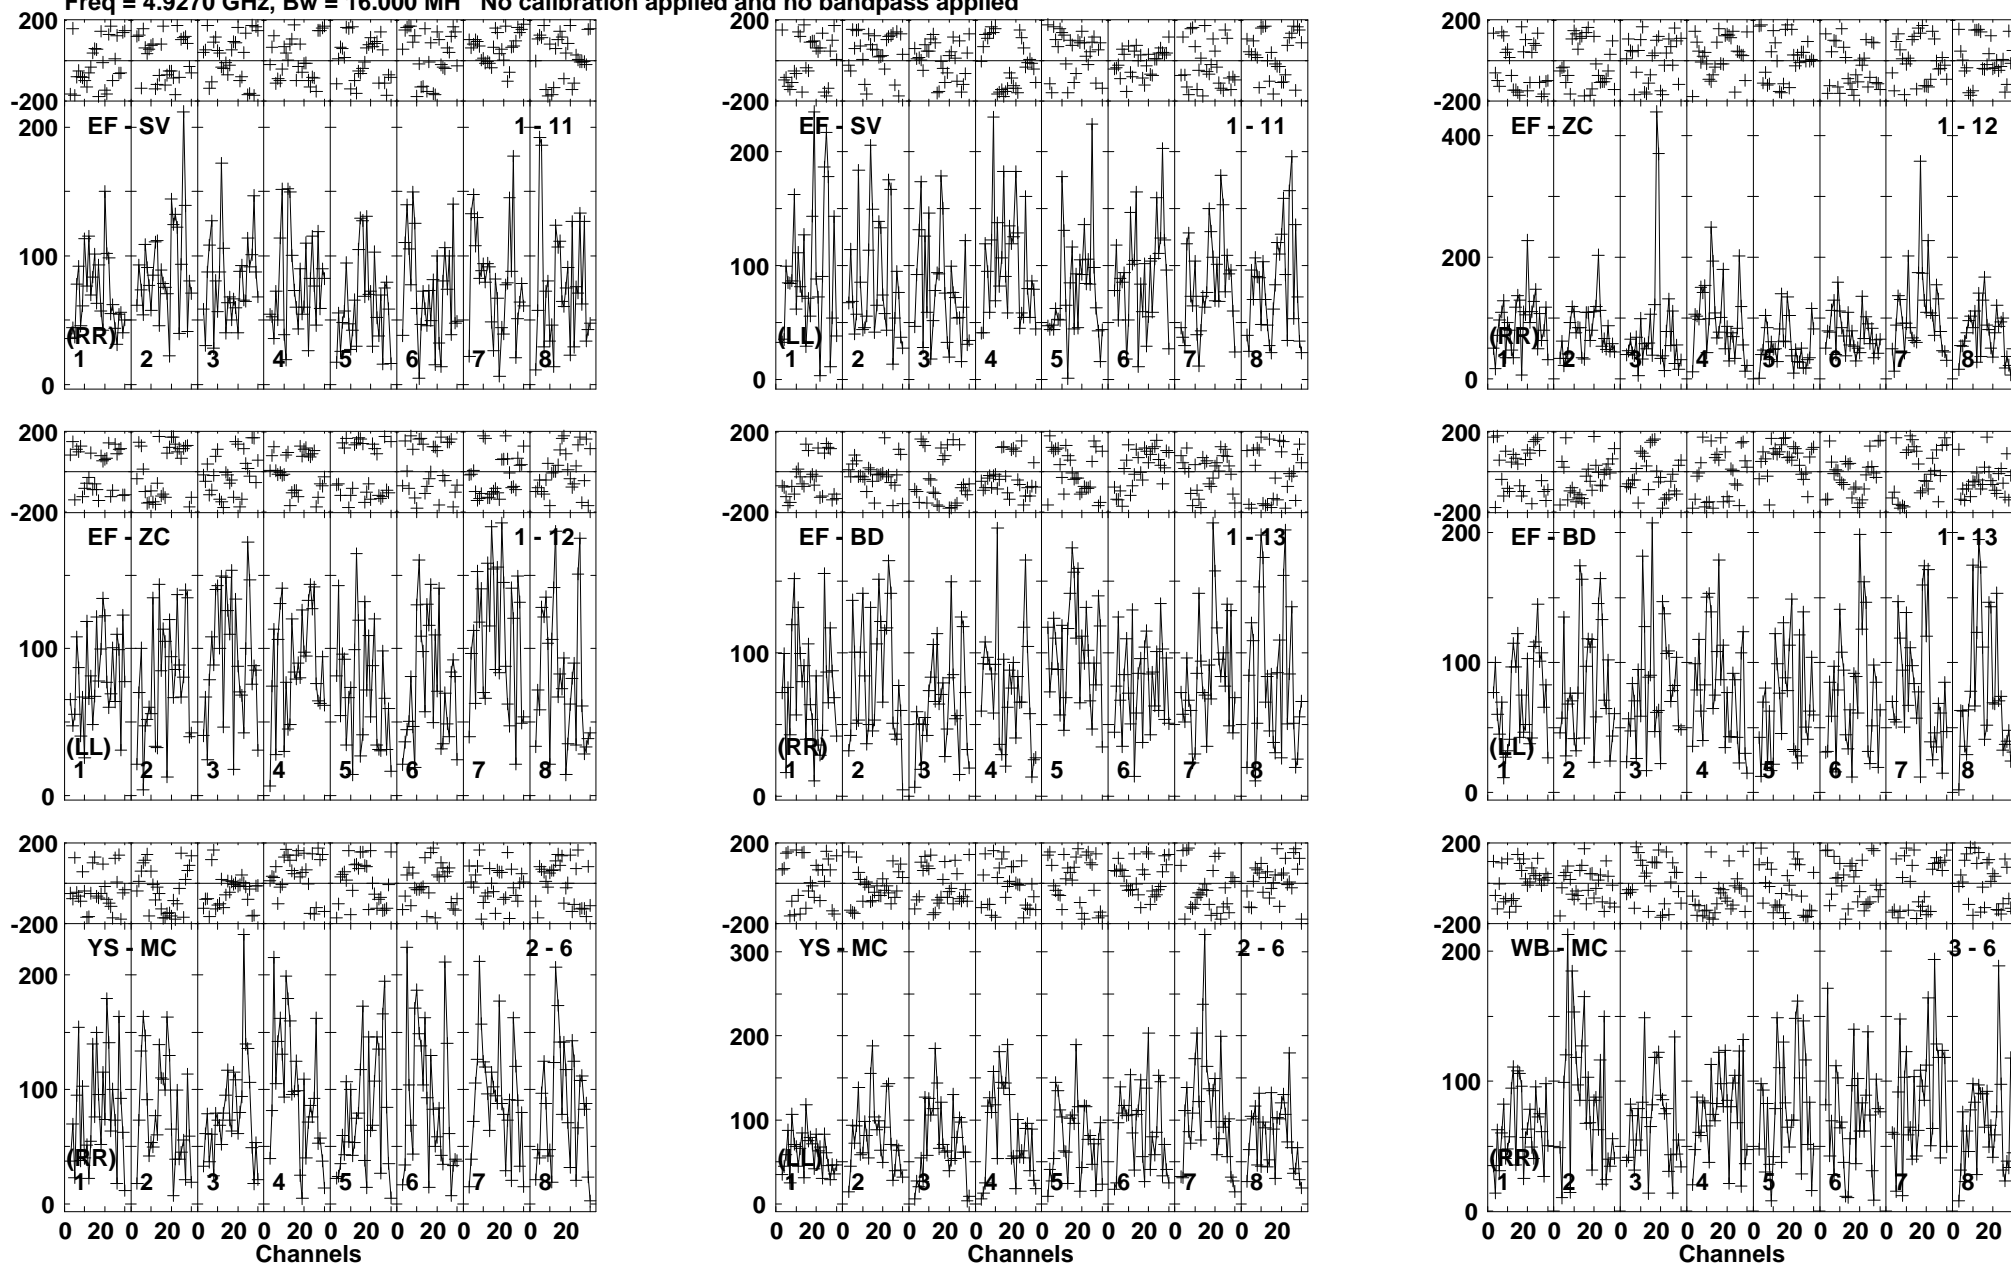 Freq = 4.9270 GHz, Bw = 16.000 MH No calibration applied and no bandpass applied
200 200 200
-200 -200 -200
EF - SV 1 - 11 EF - SV 1 - 11 EF - ZC 1 - 12
200 200 400
100 100 200
(RR) (LL) (RR)
1 2 3 4 5 6 7 8 1 2 3 4 5 6 7 8 1 2 3 4 5 6 7 8
0 0 0
200 200 200
-200 -200 -200
EF - ZC 1 - 12 EF - BD 1 - 13 EF - BD 1 - 13
200
100 100 100
(LL) (RR) (LL)
1 2 3 4 5 6 7 8 1 2 3 4 5 6 7 8 1 2 3 4 5 6 7 8
0 0 0
200 200 200
-200 -200 -200
YS - MC 2 - 6 YS - MC 2 - 6 WB - MC 3 - 6
200 300 200
200
100 100 100
(RR) (LL) (RR)
1 2 3 4 5 6 7 8 1 2 3 4 5 6 7 8 1 2 3 4 5 6 7 8
0 0 0
0 20 0 20 0 20 0 20 0 20 0 20 0 20 0 20 0 20 0 20 0 20 0 20 0 20 0 20 0 20 0 20 0 20 0 20 0 20 0 20 0 20 0 20 0 20 0 20
Channels Channels Channels